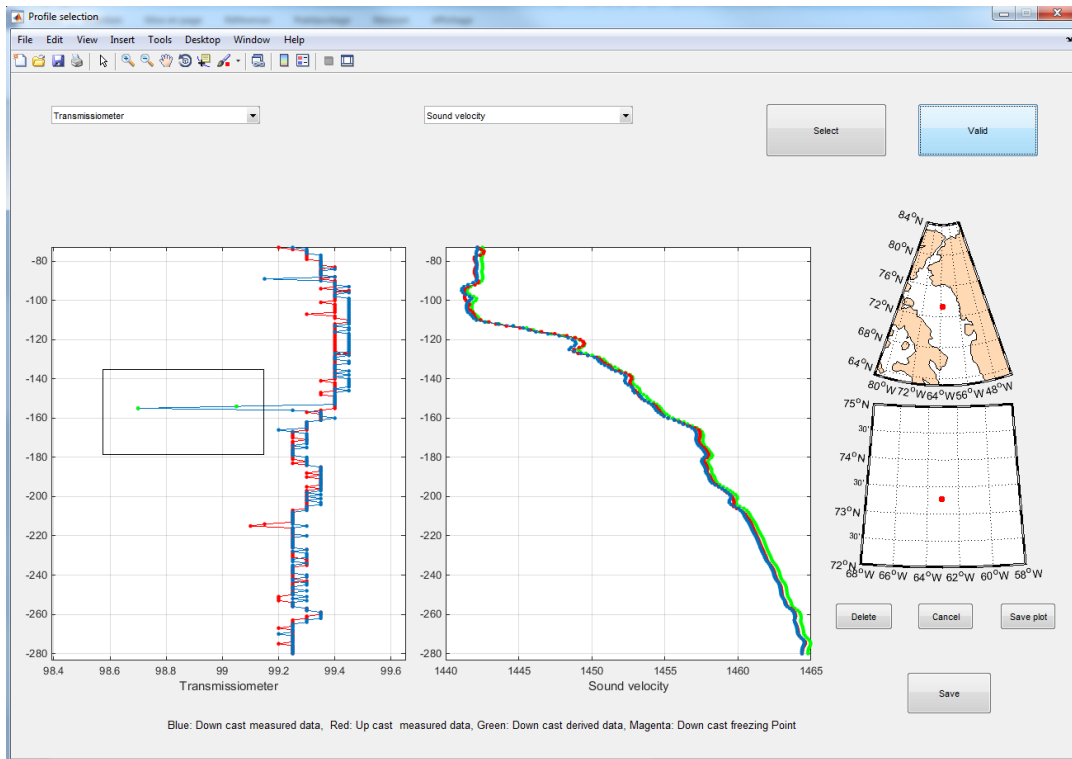 Profile selection
File Edit View Insert Tools Desktop Window Help
Transmissiometer
Sound velocity
Select
Valid
-80
-100
-120
-140
-160
-180
-200
-220
-240
-260
-280
98.4 98.6 98.8 99 99.2 99.4 99.6
Transmissiometer
-80
-100
-120
-140
-160
-180
-200
-220
-240
-260
-280
1440 1445 1450 1455 1460 1465
Sound velocity
84°N
80°N
76°N
72°N
68°N
64°N
80°W 72°W 64°W 56°W 48°W
75°N
30'
74°N
30'
73°N
30'
72°N
68°W 66°W 64°W 62°W 60°W 58°W
Delete
Cancel
Save plot
Save
Blue: Down cast measured data, Red: Up cast measured data, Green: Down cast derived data, Magenta: Down cast freezing Point